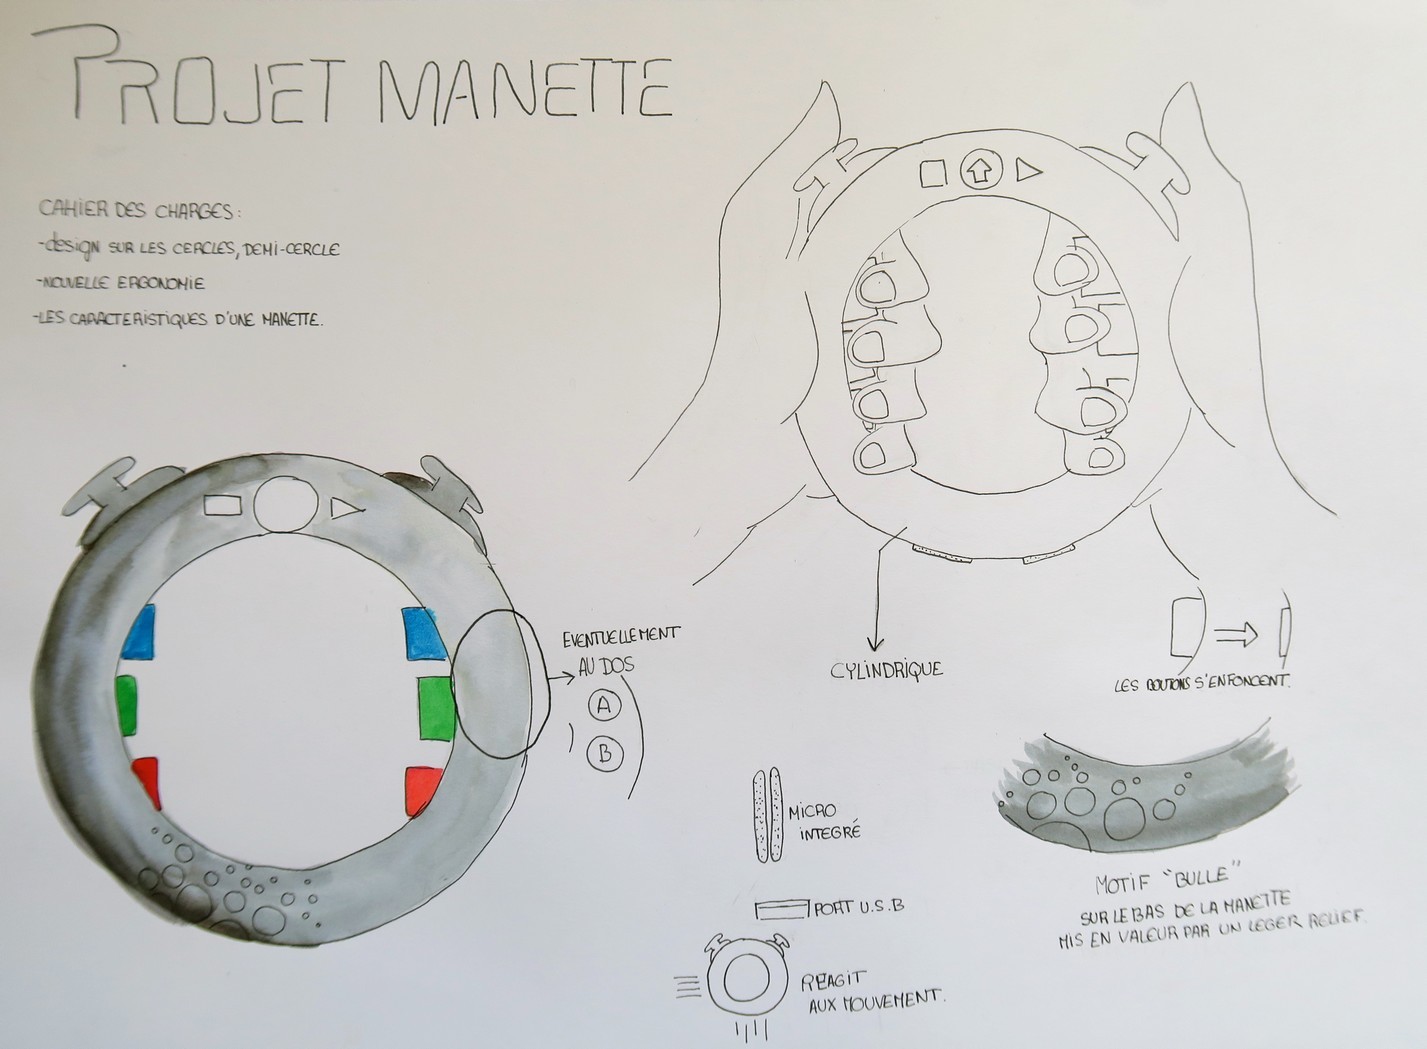 PROJET MANETTE
CAHIER DES CHARGES:
-design SUR LES CERCLES, DEMI-CERCLE
-NOUVELLE ERGONOMIE
-LES CARACTERISTIQUES D'UNE MANETTE.
EVENTUELLEMENT
AU DOS
A
B
CYLINDRIQUE
LES BOUTONS S'ENFONCENT.
MICRO
INTEGRÉ
PORT U.S.B
REAGIT
AUX MOUVEMENT.
MOTIF "BULLE"
SUR LE BAS DE LA MANETTE
MIS EN VALEUR PAR UN LEGER RELIEF.